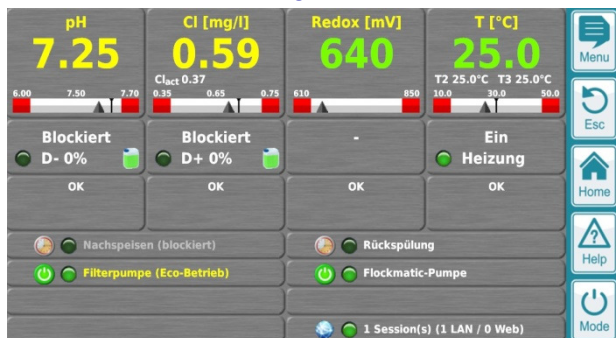 pH
7.25
6.00 7.50 7.70
Cl [mg/l]
0.59
Clact 0.37
0.35 0.65 0.75
Redox [mV]
640
610 850
T [°C]
25.0
T2 25.0°C T3 25.0°C
10.0 30.0 50.0
Blockiert
D- 0%
Blockiert
D+ 0%
-
Ein
Heizung
OK
OK
OK
OK
Nachspeisen (blockiert)
Rückspülung
Filterpumpe (Eco-Betrieb)
Flockmatic-Pumpe
1 Session(s) (1 LAN / 0 Web)
Menu
Esc
Home
?
Help
Mode